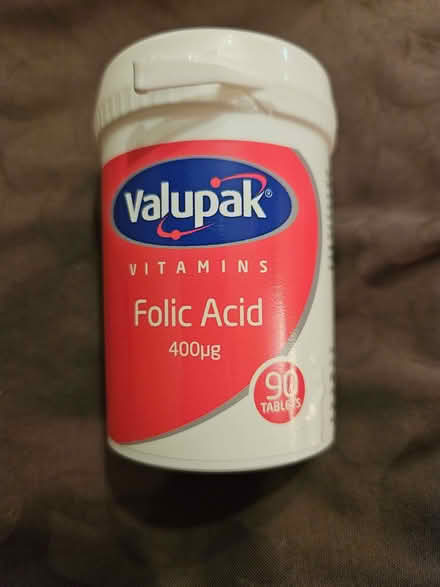 Valupak®
VITAMINS
Folic Acid
400µg
90
TABLETS